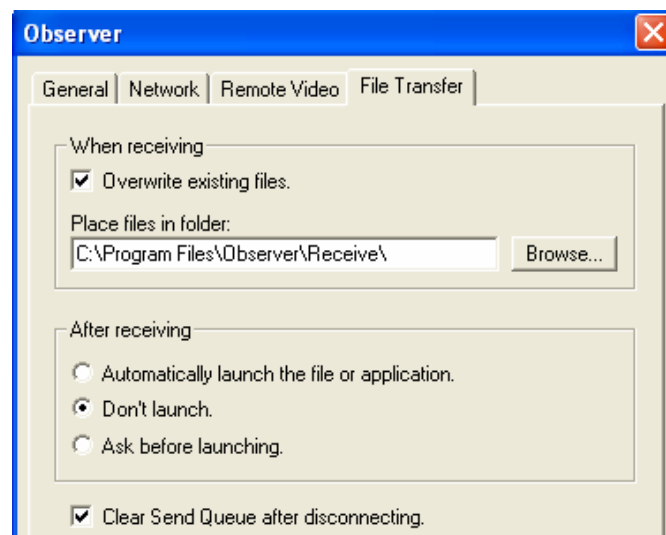 Observer
General Network Remote Video File Transfer
When receiving
Overwrite existing files.
Place files in folder:
C:\Program Files\Observer\Receive\ Browse...
After receiving
Automatically launch the file or application.
Don't launch.
Ask before launching.
Clear Send Queue after disconnecting.